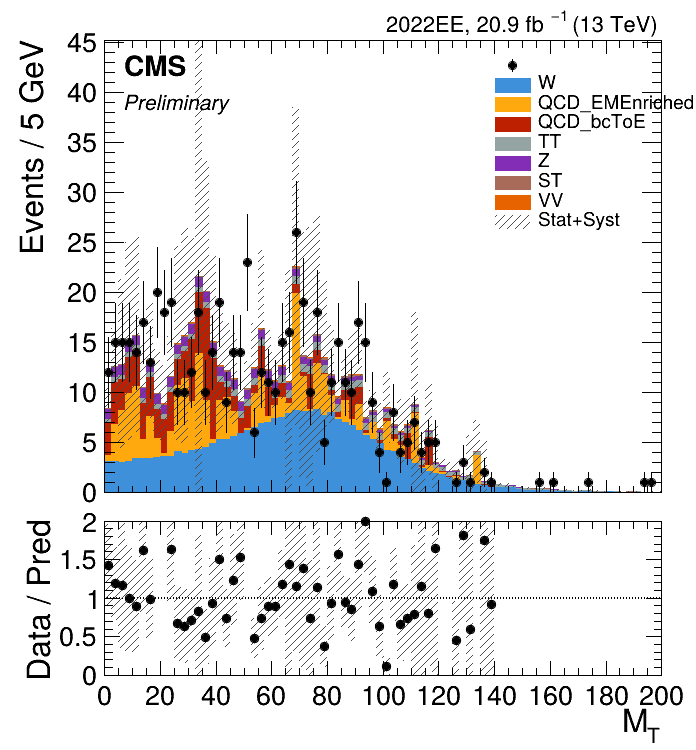 2022EE, 20.9 fb⁻¹ (13 TeV)
CMS
Preliminary
W
QCD_EMEnriched
QCD_bcToE
TT
Z
ST
VV
Stat+Syst
Events / 5 GeV
45
40
35
30
25
20
15
10
5
0
Data / Pred
2
1.5
1
0.5
0
0 20 40 60 80 100 120 140 160 180 200
M_T